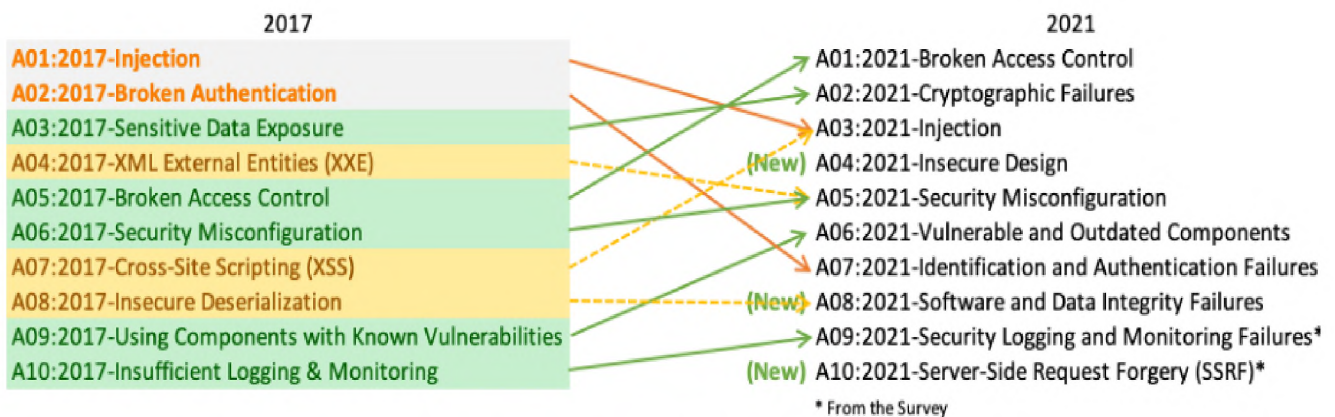 2017
A01:2017-Injection
A02:2017-Broken Authentication
A03:2017-Sensitive Data Exposure
A04:2017-XML External Entities (XXE)
A05:2017-Broken Access Control
A06:2017-Security Misconfiguration
A07:2017-Cross-Site Scripting (XSS)
A08:2017-Insecure Deserialization
A09:2017-Using Components with Known Vulnerabilities
A10:2017-Insufficient Logging & Monitoring
2021
A01:2021-Broken Access Control
A02:2021-Cryptographic Failures
A03:2021-Injection
(New) A04:2021-Insecure Design
A05:2021-Security Misconfiguration
A06:2021-Vulnerable and Outdated Components
A07:2021-Identification and Authentication Failures
(New) A08:2021-Software and Data Integrity Failures
A09:2021-Security Logging and Monitoring Failures*
(New) A10:2021-Server-Side Request Forgery (SSRF)*
* From the Survey